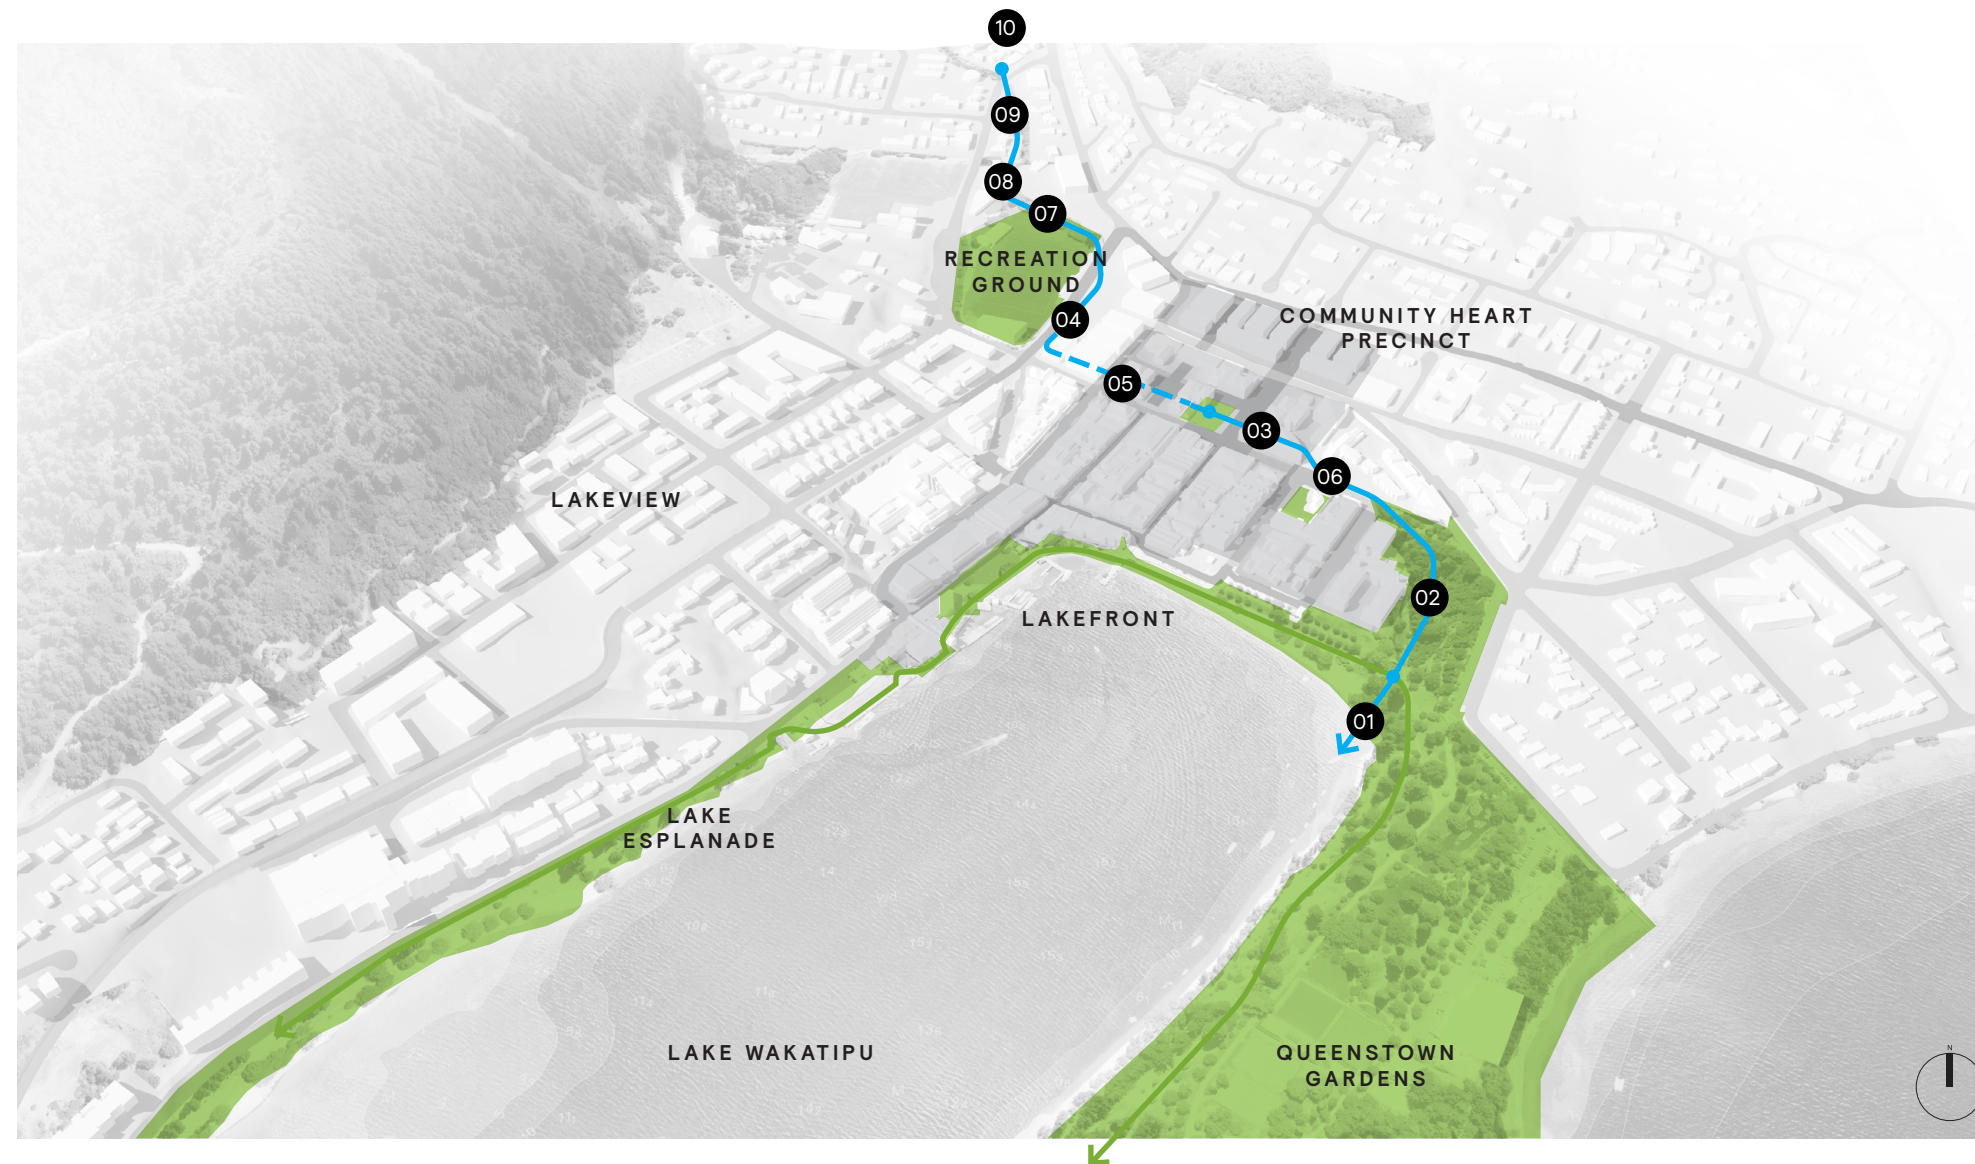 10
09
08
07
RECREATION
GROUND
04
COMMUNITY HEART
PRECINCT
05
03
06
LAKEVIEW
02
LAKEFRONT
01
LAKE
ESPLANADE
LAKE WAKATIPU
QUEENSTOWN
GARDENS
N